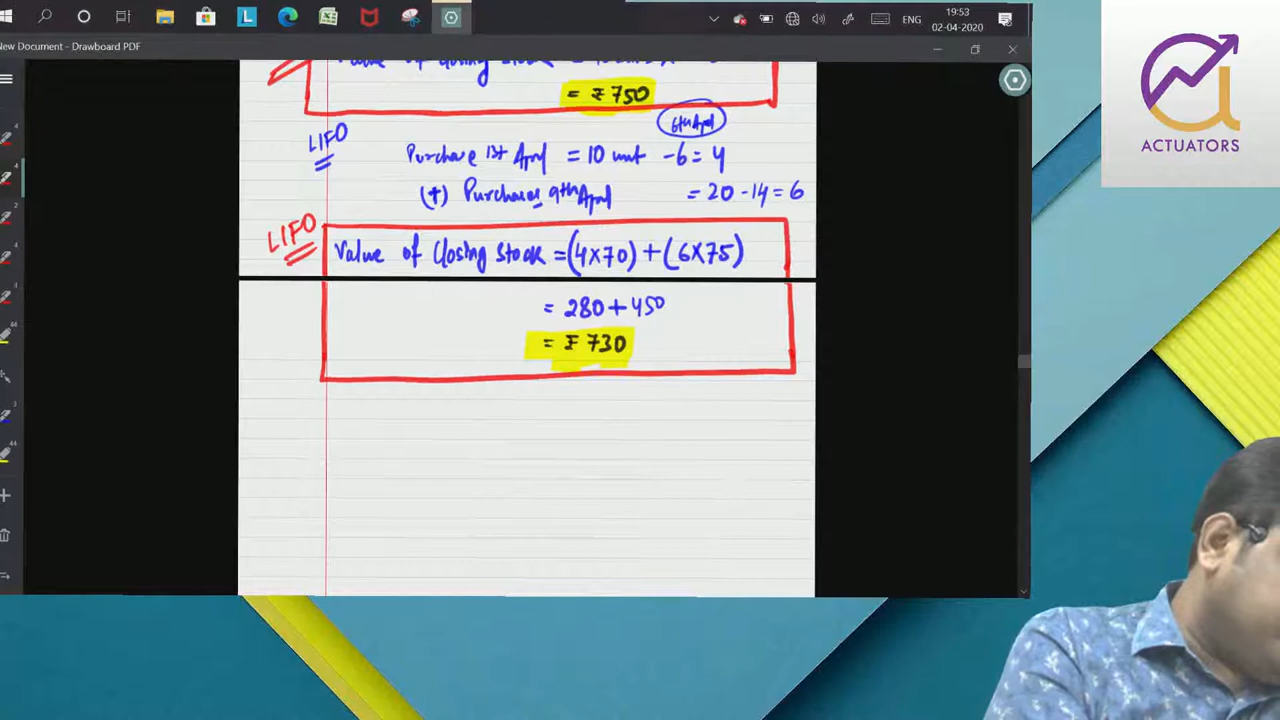 ENG
19:53
02-04-2020
New Document - Drawboard PDF
ACTUATORS
= ₹ 750
LIFO
6th April
Purchase 1st April = 10 unit - 6 = 4
(+) Purchases 9th April = 20 - 14 = 6
LIFO
Value of Closing Stock = (4x70) + (6x75)
= 280 + 450
= ₹ 730